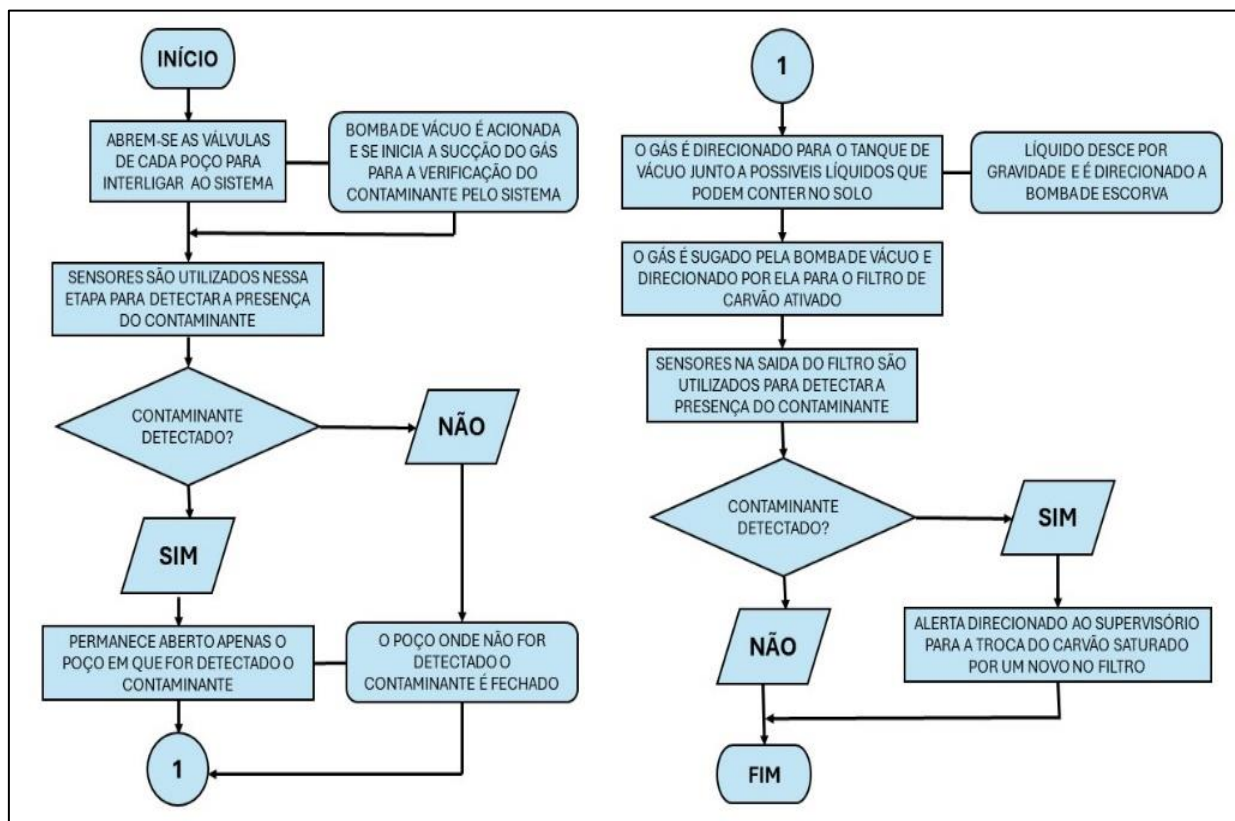 INÍCIO
ABREM-SE AS VÁLVULAS
DE CADA POÇO PARA
INTERLIGAR AO SISTEMA
BOMBA DE VÁCUO É ACIONADA
E SE INICIA A SUCÇÃO DO GÁS
PARA A VERIFICAÇÃO DO
CONTAMINANTE PELO SISTEMA
SENSORES SÃO UTILIZADOS NESSA
ETAPA PARA DETECTAR A PRESENÇA
DO CONTAMINANTE
CONTAMINANTE
DETECTADO?
NÃO
SIM
PERMANECE ABERTO APENAS O
POÇO EM QUE FOR DETECTADO O
CONTAMINANTE
O POÇO ONDE NÃO FOR
DETECTADO O
CONTAMINANTE É FECHADO
1
1
O GÁS É DIRECIONADO PARA O TANQUE DE
VÁCUO JUNTO A POSSIVEIS LÍQUIDOS QUE
PODEM CONTER NO SOLO
LÍQUIDO DESCE POR
GRAVIDADE E É DIRECIONADO A
BOMBA DE ESCORVA
O GÁS É SUGADO PELA BOMBA DE VÁCUO E
DIRECIONADO POR ELA PARA O FILTRO DE
CARVÃO ATIVADO
SENSORES NA SAIDA DO FILTRO SÃO
UTILIZADOS PARA DETECTAR A
PRESENÇA DO CONTAMINANTE
CONTAMINANTE
DETECTADO?
SIM
NÃO
ALERTA DIRECIONADO AO SUPERVISÓRIO
PARA A TROCA DO CARVÃO SATURADO
POR UM NOVO NO FILTRO
FIM